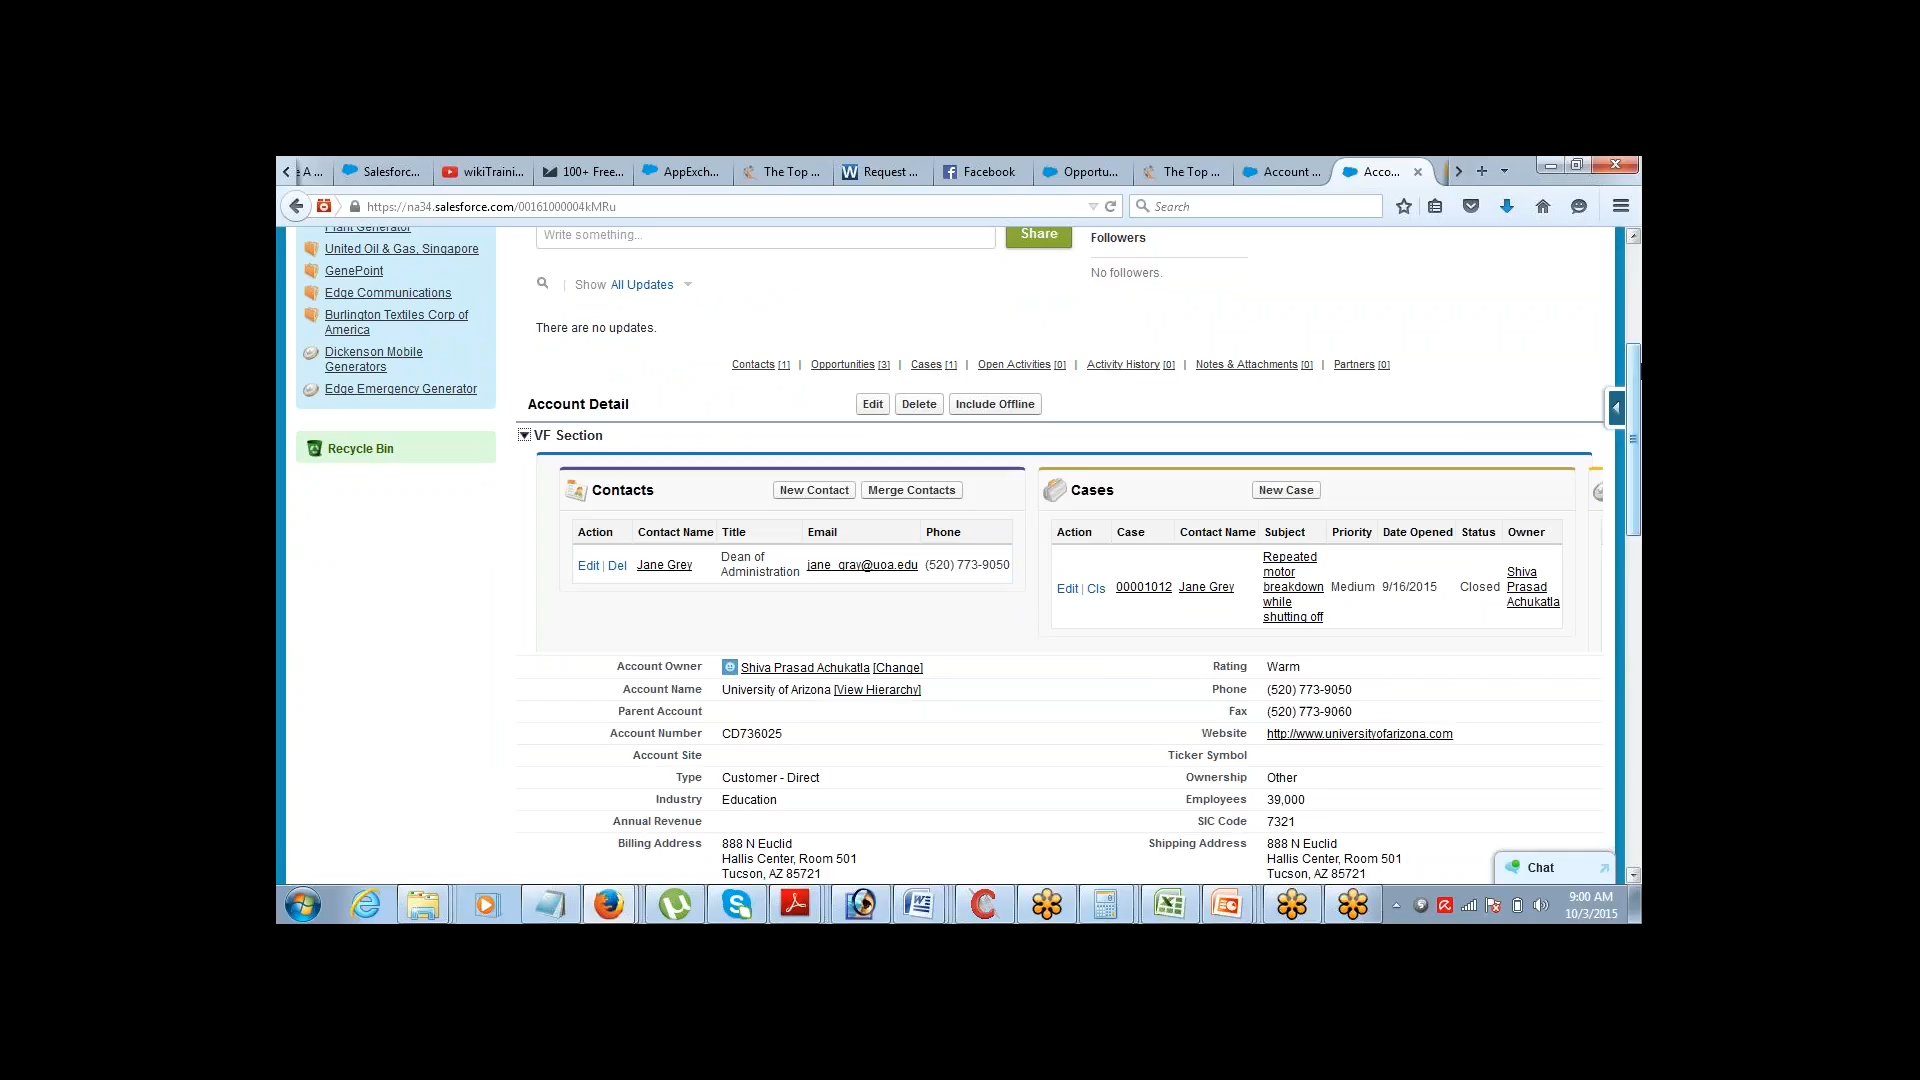 e A ... Salesforc... wikiTraini... 100+ Free... AppExch... The Top ... Request ... Facebook Opportu... The Top ... Account ... Acco...
https://na34.salesforce.com/00161000004kMRu Search
Plant Generator
United Oil & Gas, Singapore
GenePoint
Edge Communications
Burlington Textiles Corp of
America
Dickenson Mobile
Generators
Edge Emergency Generator
Recycle Bin
Write something... Share Followers
No followers.
Show All Updates
There are no updates.
Contacts [1] | Opportunities [3] | Cases [1] | Open Activities [0] | Activity History [0] | Notes & Attachments [0] | Partners [0]
Account Detail Edit Delete Include Offline
VF Section
Contacts New Contact Merge Contacts
Action Contact Name Title Email Phone
Edit | Del Jane Grey Dean of
Administration jane_gray@uoa.edu (520) 773-9050
Cases New Case
Action Case Contact Name Subject Priority Date Opened Status Owner
Edit | Cls 00001012 Jane Grey Repeated
motor
breakdown
while
shutting off Medium 9/16/2015 Closed Shiva
Prasad
Achukatla
Account Owner Shiva Prasad Achukatla [Change] Rating Warm
Account Name University of Arizona [View Hierarchy] Phone (520) 773-9050
Parent Account Fax (520) 773-9060
Account Number CD736025 Website http://www.universityofarizona.com
Account Site Ticker Symbol
Type Customer - Direct Ownership Other
Industry Education Employees 39,000
Annual Revenue SIC Code 7321
Billing Address 888 N Euclid Shipping Address 888 N Euclid
Hallis Center, Room 501 Hallis Center, Room 501
Tucson, AZ 85721 Tucson, AZ 85721
Chat
9:00 AM
10/3/2015